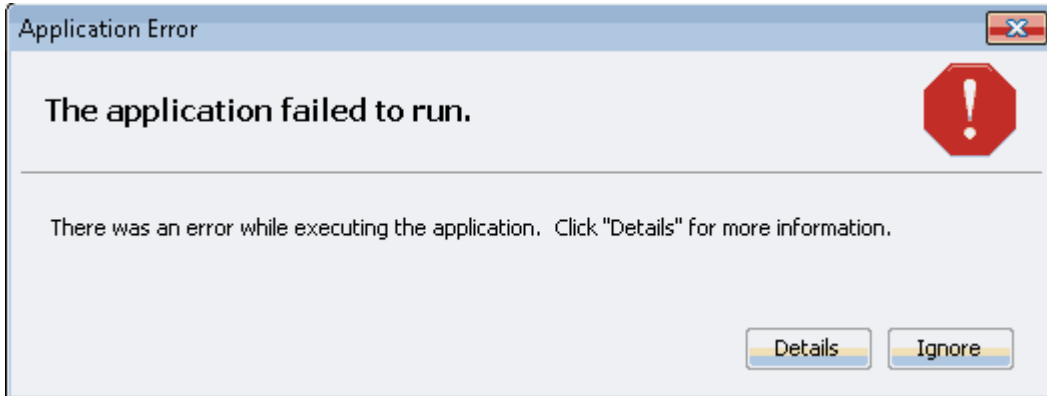 Application Error
The application failed to run.
There was an error while executing the application.  Click "Details" for more information.
Details
Ignore